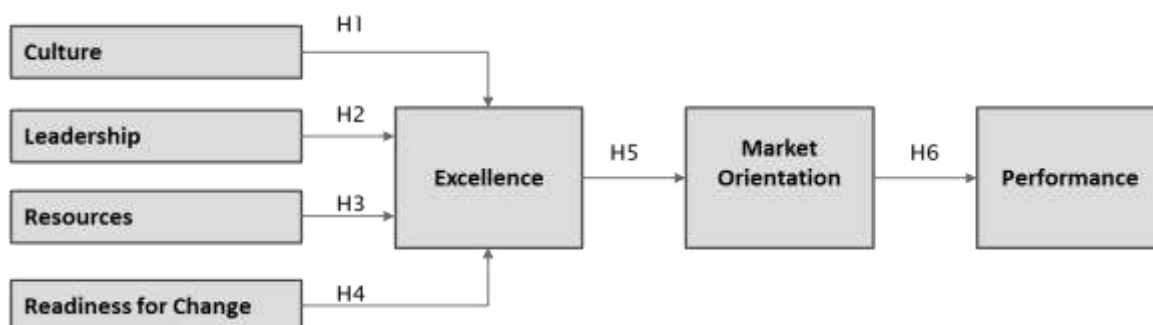 H1
Culture
Leadership
H2
Excellence
H5
Market
Orientation
H6
Performance
Resources
H3
Readiness for Change
H4